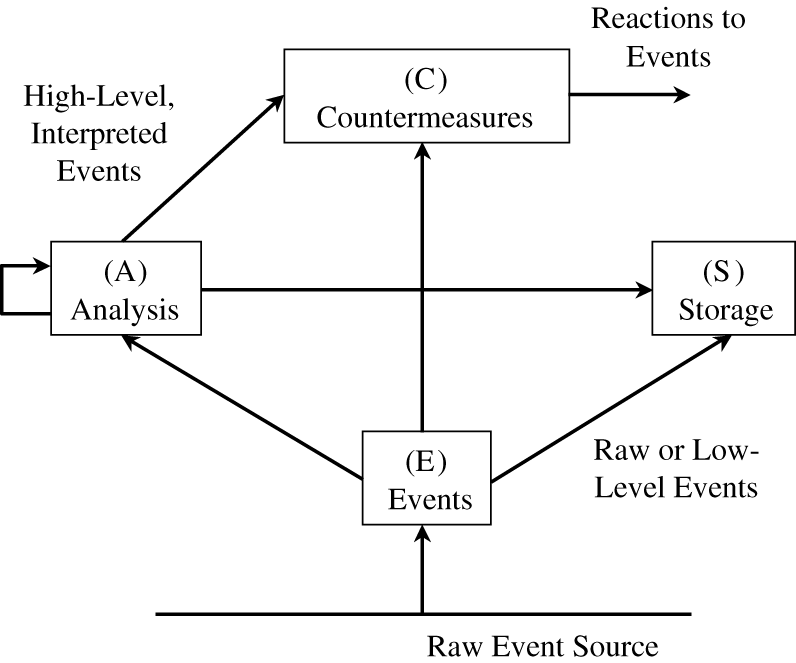 Reactions to
Events
High-Level,
Interpreted
Events
(C)
Countermeasures
(A)
Analysis
(S)
Storage
(E)
Events
Raw or Low-
Level Events
Raw Event Source